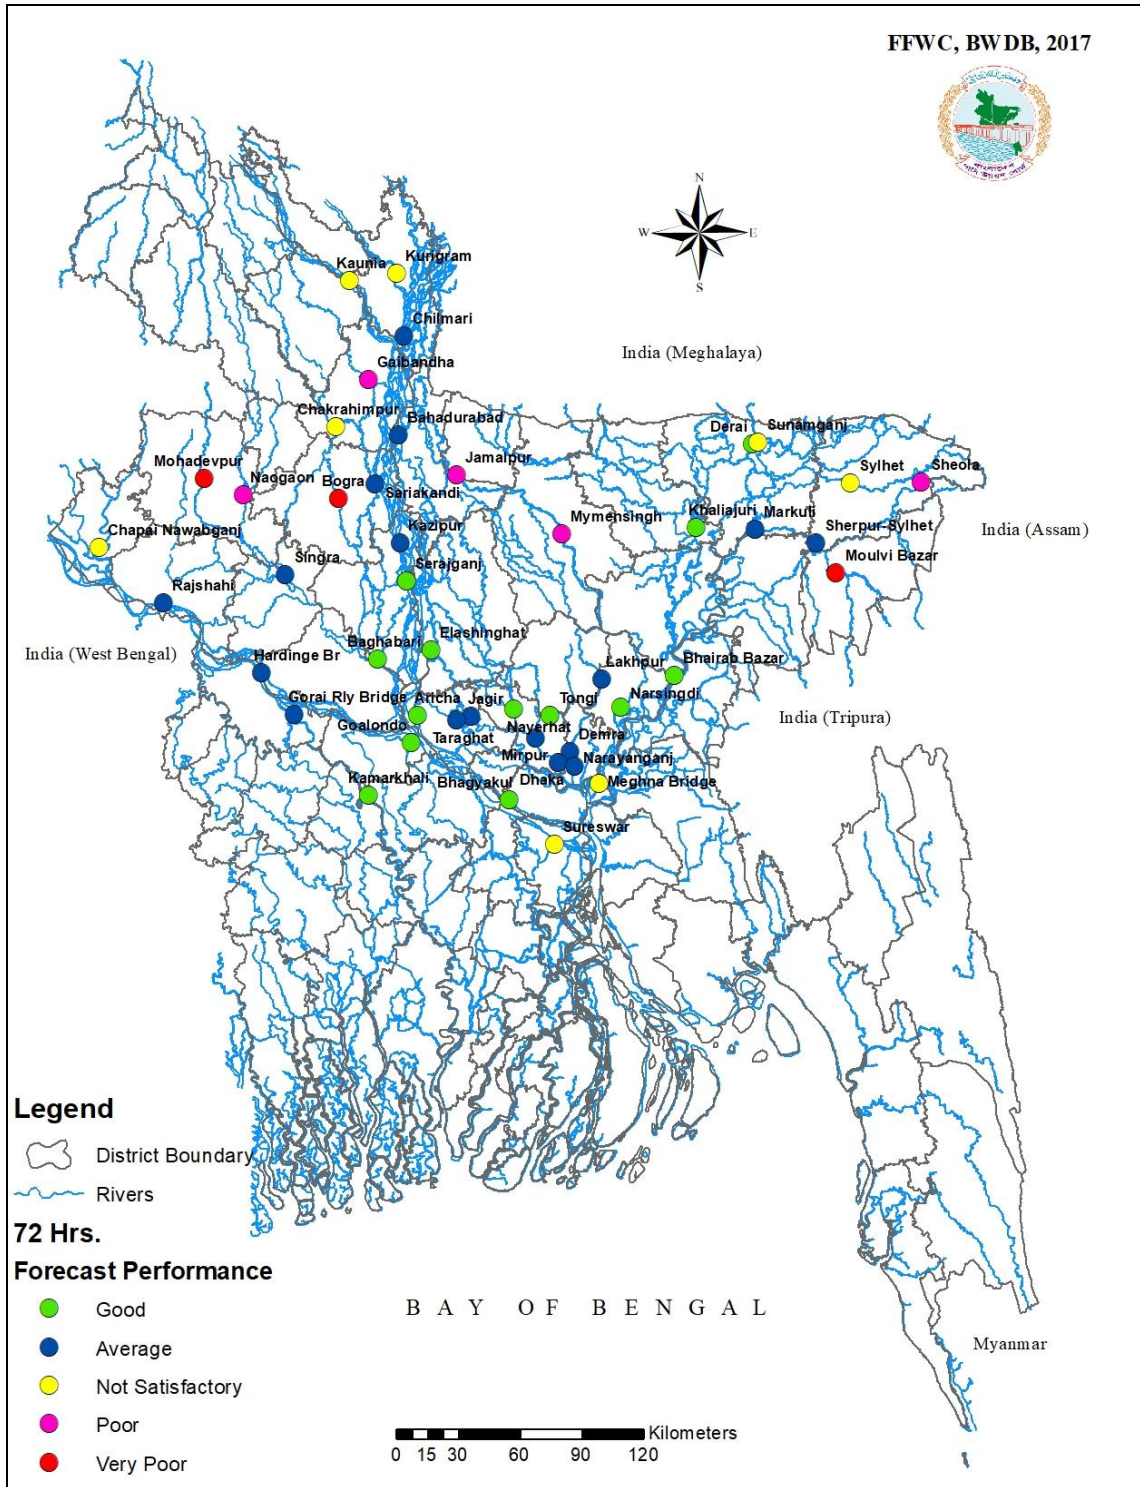 FFWC, BWDB, 2017
N
W
E
S
Kaunia
Kurigram
Chilmari
India (Meghalaya)
Gaibandha
Chakrahimpur
Bahadurabad
Derai
Sunamganj
Mohadevpur
Naogaon
Bogra
Jamalpur
Sylhet
Sheola
Sariakandi
Chapai Nawabganj
Kazipur
Mymensingh
Khaliajuri
Markuli
Sherpur-Sylhet
India (Assam)
Singra
Serajganj
Moulvi Bazar
Rajshahi
India (West Bengal)
Hardinge Br
Baghabari
Elashinghat
Lakhpur
Bhairab Bazar
Gorai Rly Bridge
Aricha
Jagir
Tongi
Narsingdi
India (Tripura)
Goalondo
Taraghat
Nayerhat
Demra
Mirpur
Narayanganj
Kamarkhali
Bhagyakul
Dhaka
Meghna Bridge
Sureswar
Legend
District Boundary
Rivers
72 Hrs.
Forecast Performance
Good
Average
Not Satisfactory
Poor
Very Poor
BAY OF BENGAL
Myanmar
Kilometers
0 15 30 60 90 120